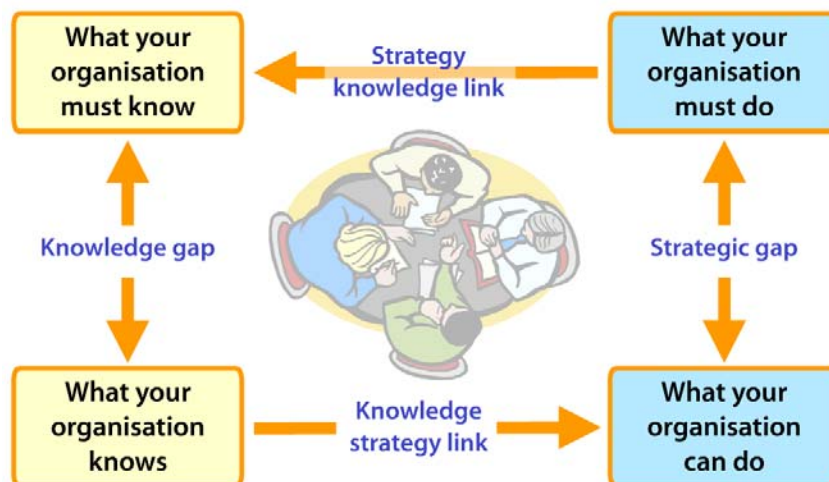 What your
organisation
must know
Strategy
knowledge link
What your
organisation
must do
Knowledge gap
Strategic gap
What your
organisation
knows
Knowledge
strategy link
What your
organisation
can do